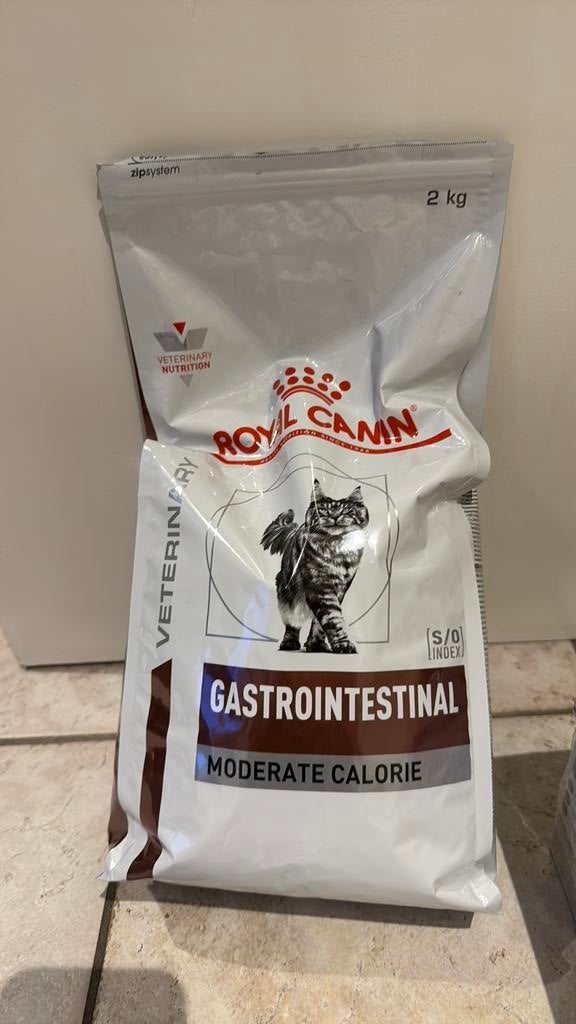 zipsystem
2 kg
VETERINARY
NUTRITION
ROYAL CANIN®
VETERINARY
S/O
INDEX
GASTROINTESTINAL
MODERATE CALORIE